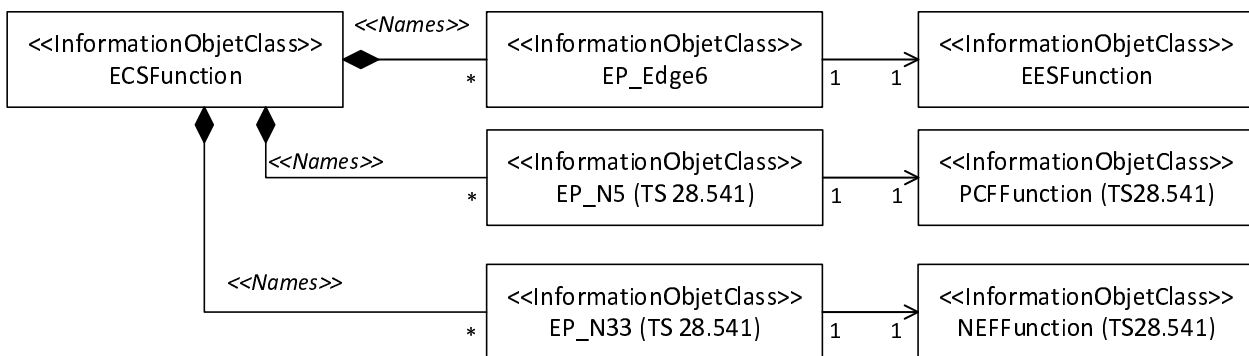 <<InformationObjetClass>>
ECSFunction
<<Names>>
*
<<InformationObjetClass>>
EP_Edge6
1
1
<<InformationObjetClass>>
EESFunction
<<Names>>
*
<<InformationObjetClass>>
EP_N5 (TS 28.541)
1
1
<<InformationObjetClass>>
PCFFunction (TS28.541)
<<Names>>
*
<<InformationObjetClass>>
EP_N33 (TS 28.541)
1
1
<<InformationObjetClass>>
NEFFunction (TS28.541)